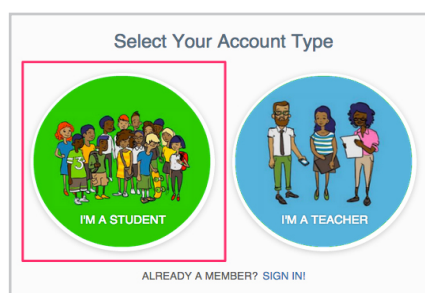 Select Your Account Type
I'M A STUDENT
I'M A TEACHER
ALREADY A MEMBER? SIGN IN!